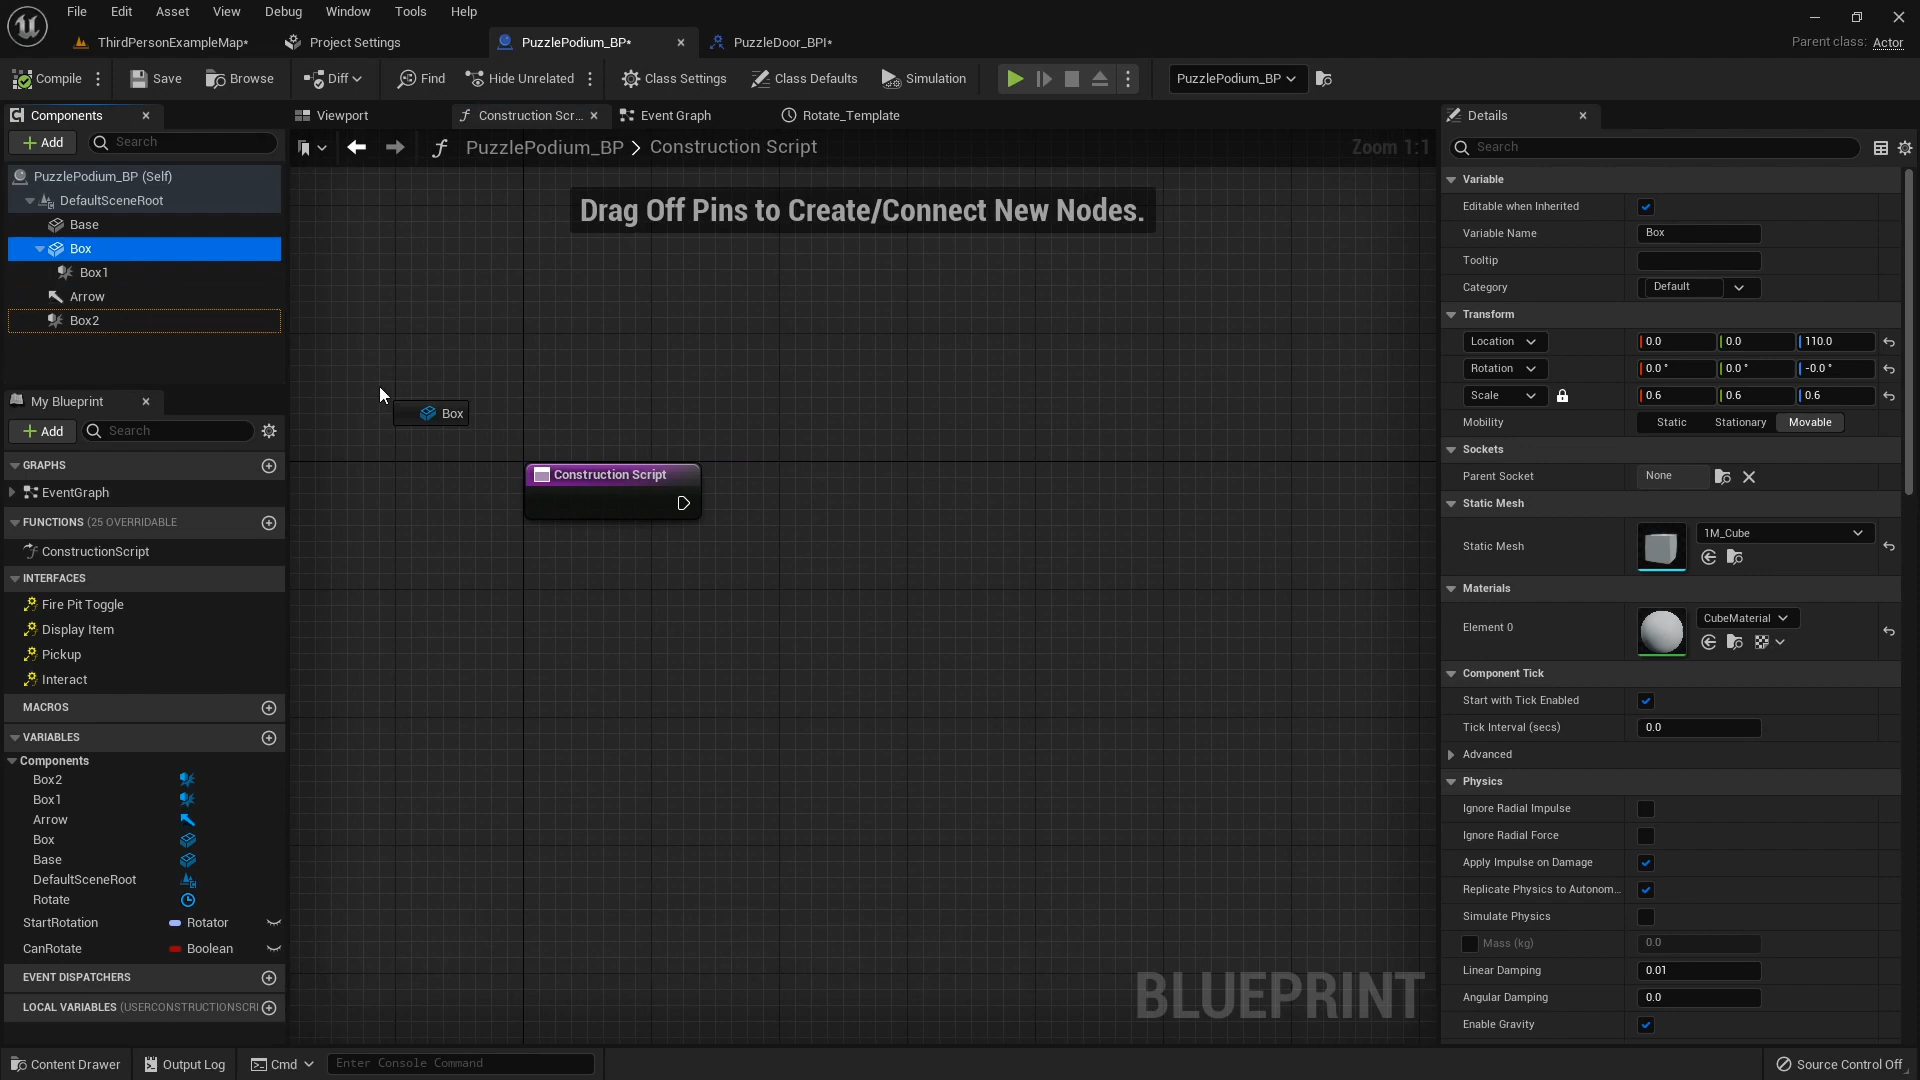 File Edit Asset View Debug Window Tools Help
ThirdPersonExampleMap* Project Settings PuzzlePodium_BP* PuzzleDoor_BPI* Parent class: Actor
Compile Save Browse Diff Find Hide Unrelated Class Settings Class Defaults Simulation PuzzlePodium_BP
Components
Add Search
PuzzlePodium_BP (Self)
DefaultSceneRoot
Base
Box
Box1
Arrow
Box2
My Blueprint
Add Search
GRAPHS
EventGraph
FUNCTIONS (25 OVERRIDABLE
ConstructionScript
INTERFACES
Fire Pit Toggle
Display Item
Pickup
Interact
MACROS
VARIABLES
Components
Box2
Box1
Arrow
Box
Base
DefaultSceneRoot
Rotate
StartRotation Rotator
CanRotate Boolean
EVENT DISPATCHERS
LOCAL VARIABLES (USERCONSTRUCTIONSCRI
Viewport Construction Scr... Event Graph Rotate_Template
PuzzlePodium_BP > Construction Script Zoom 1:1
Drag Off Pins to Create/Connect New Nodes.
Box
Construction Script
BLUEPRINT
Details
Search
Variable
Editable when Inherited
Variable Name Box
Tooltip
Category Default
Transform
Location 0.0 0.0 110.0
Rotation 0.0 ° 0.0 ° -0.0 °
Scale 0.6 0.6 0.6
Mobility Static Stationary Movable
Sockets
Parent Socket None
Static Mesh
Static Mesh 1M_Cube
Materials
Element 0 CubeMaterial
Component Tick
Start with Tick Enabled
Tick Interval (secs) 0.0
Advanced
Physics
Ignore Radial Impulse
Ignore Radial Force
Apply Impulse on Damage
Replicate Physics to Autonom...
Simulate Physics
Mass (kg) 0.0
Linear Damping 0.01
Angular Damping 0.0
Enable Gravity
Content Drawer Output Log Cmd Enter Console Command Source Control Off